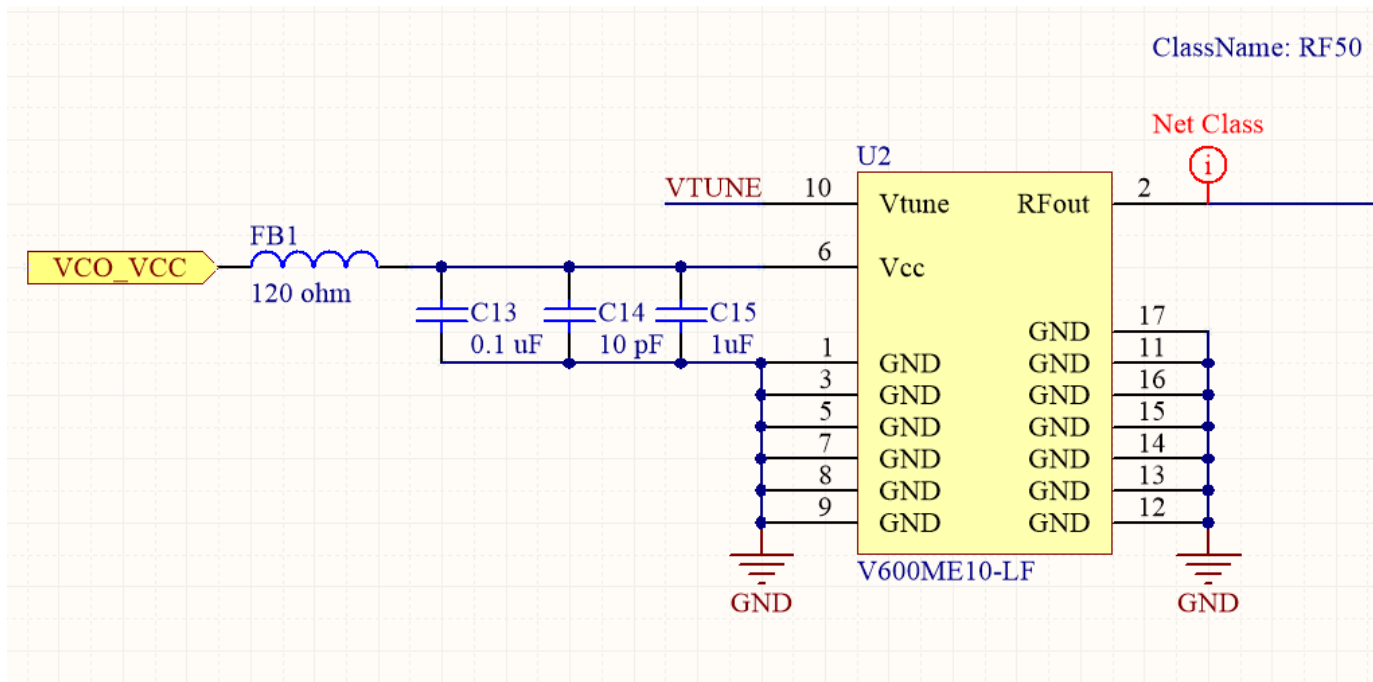 ClassName: RF50
Net Class
i
U2
VTUNE 10 Vtune RFout 2
FB1
VCO_VCC 6 Vcc
120 ohm
C13 C14 C15
0.1 uF 10 pF 1uF
GND 17
1 GND GND 11
3 GND GND 16
5 GND GND 15
7 GND GND 14
8 GND GND 13
9 GND GND 12
V600ME10-LF
GND GND